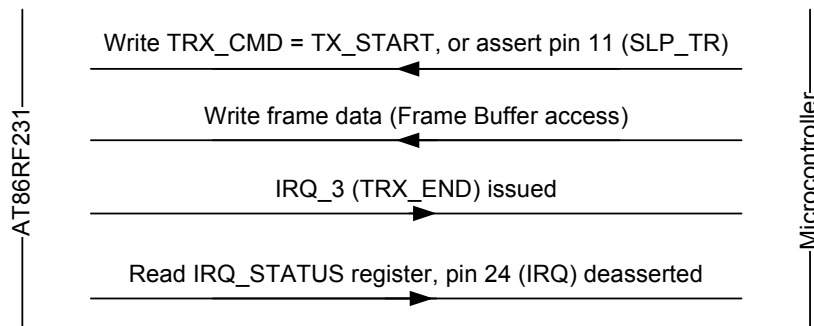 Write TRX_CMD = TX_START, or assert pin 11 (SLP_TR)
Write frame data (Frame Buffer access)
IRQ_3 (TRX_END) issued
Read IRQ_STATUS register, pin 24 (IRQ) deasserted
AT86RF231
Microcontroller